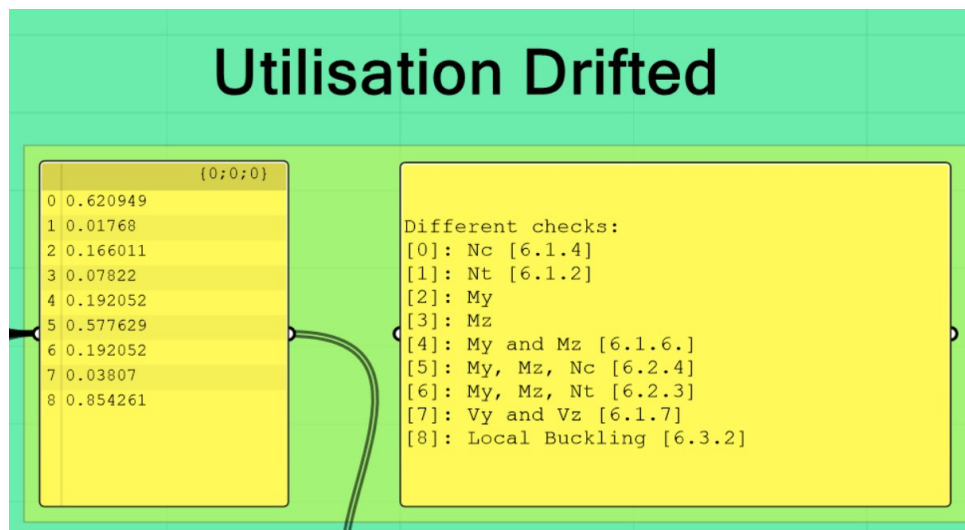 Utilisation Drifted
{0;0;0}
0 0.620949
1 0.01768
2 0.166011
3 0.07822
4 0.192052
5 0.577629
6 0.192052
7 0.03807
8 0.854261
Different checks:
[0]: Nc [6.1.4]
[1]: Nt [6.1.2]
[2]: My
[3]: Mz
[4]: My and Mz [6.1.6.]
[5]: My, Mz, Nc [6.2.4]
[6]: My, Mz, Nt [6.2.3]
[7]: Vy and Vz [6.1.7]
[8]: Local Buckling [6.3.2]